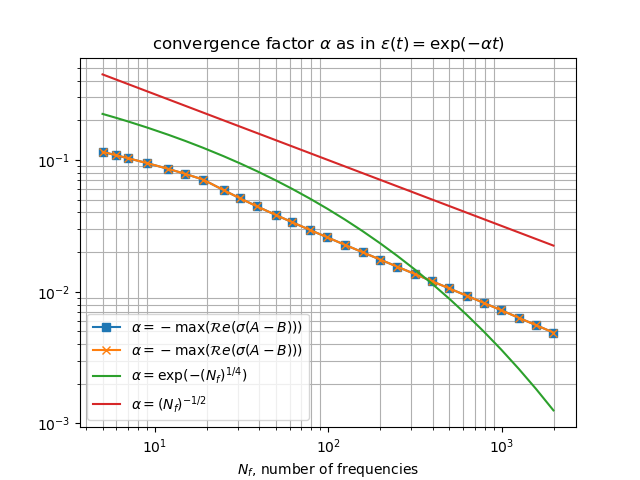 convergence factor α as in ε(t) = exp(−αt)
10⁻¹
10⁻²
10⁻³
α = − max(ℛe(σ(A − B)))
α = − max(ℛe(σ(A − B)))
α = exp(−(N_f)^{1/4})
α = (N_f)^{−1/2}
10¹ 10² 10³
N_f, number of frequencies